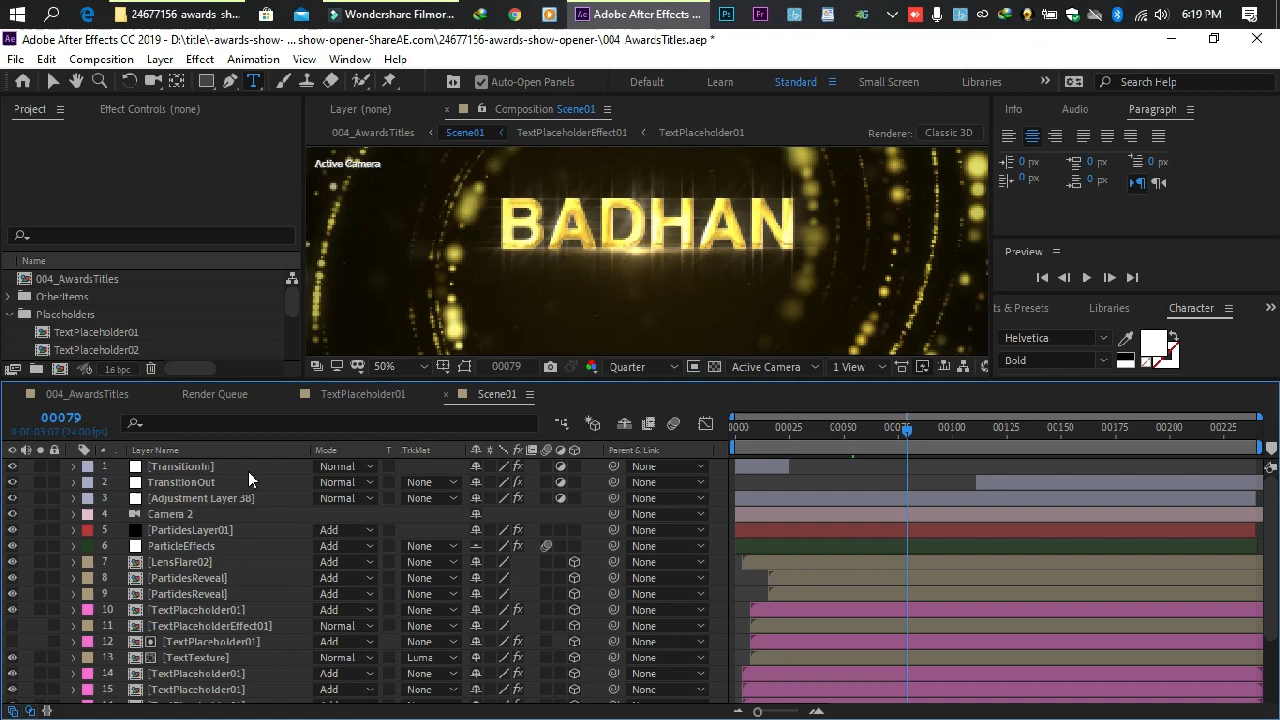 24677156-awards-sh...
Wondershare Filmor...
Adobe After Effects ...
6:19 PM
Adobe After Effects CC 2019 - D:\title\-awards-show- ... show-opener-ShareAE.com\24677156-awards-show-opener-\004_AwardsTitles.aep *
File Edit Composition Layer Effect Animation View Window Help
Auto-Open Panels Default Learn Standard Small Screen Libraries Search Help
Project Effect Controls (none) Layer (none) Composition Scene01 Info Audio Paragraph
004_AwardsTitles Scene01 TextPlaceholderEffect01 TextPlaceholder01 Renderer: Classic 3D
Active Camera
0 px 0 px 0 px
0 px 0 px
BADHAN
Name
004_AwardsTitles
OtherItems
Placeholders
TextPlaceholder01
TextPlaceholder02
Preview
ts & Presets Libraries Character
Helvetica
Bold
16 bpc 50% 00079 Quarter Active Camera 1 View
004_AwardsTitles Render Queue TextPlaceholder01 Scene01
00079
0:00:03:07 (24.00 fps)
0000 00025 00050 00075 00100 00125 00150 00175 00200 00225
# Layer Name Mode T TrkMat Parent & Link
1 [TransitionIn] Normal None
2 TransitionOut Normal None None
3 [Adjustment Layer 38] Normal None None
4 Camera 2 None
5 [ParticlesLayer01] Add None
6 ParticleEffects Add None None
7 [LensFlare02] Add None None
8 [ParticlesReveal] Add None None
9 [ParticlesReveal] Add None None
10 [TextPlaceholder01] Add None None
11 [TextPlaceholderEffect01] Normal None None
12 [TextPlaceholder01] Add None None
13 [TextTexture] Normal Luma None
14 [TextPlaceholder01] Add None None
15 [TextPlaceholder01] Add None None